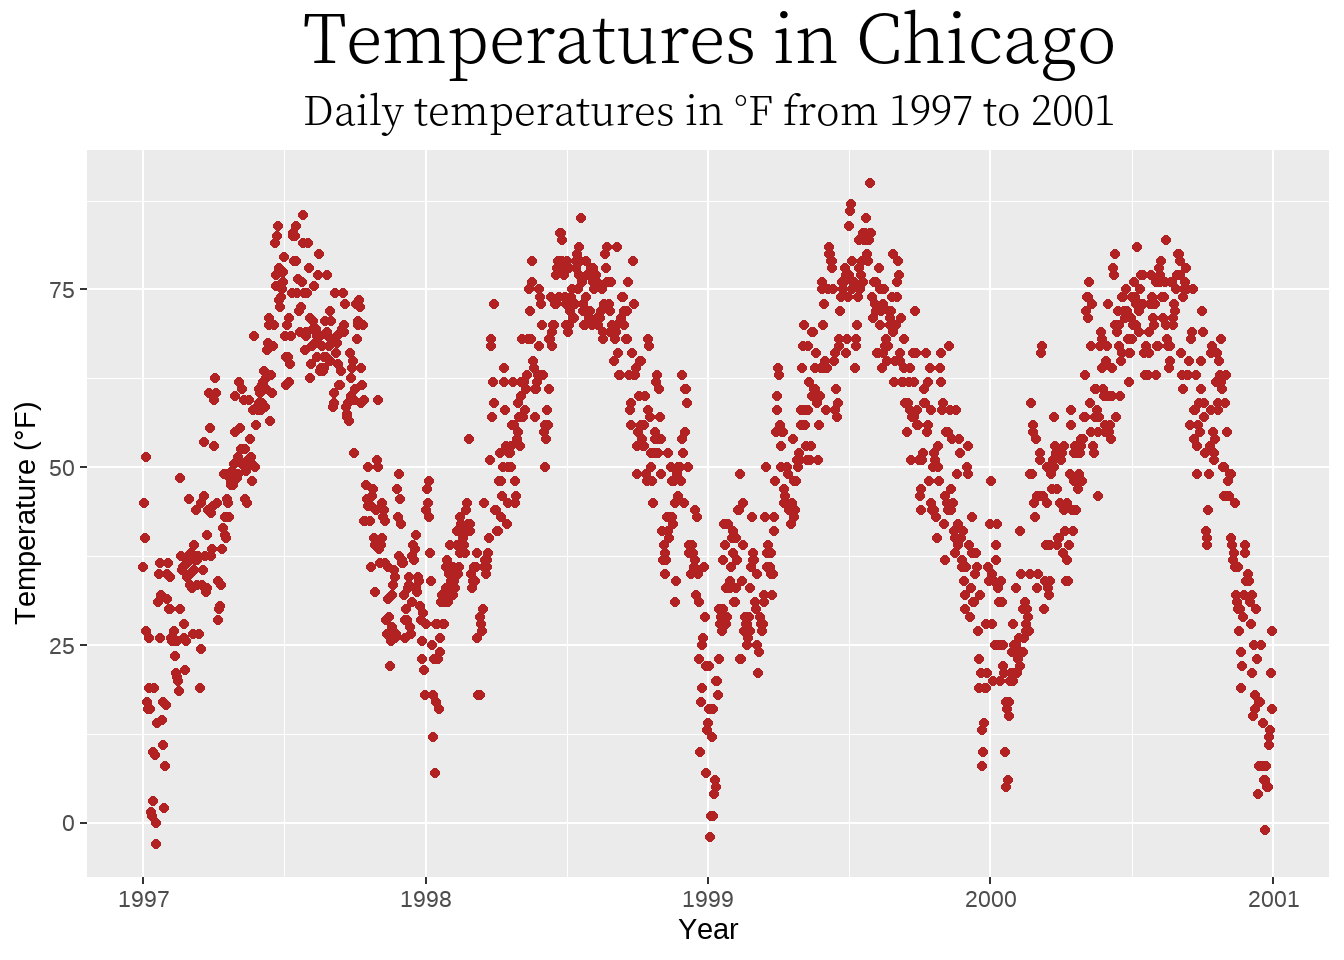 Temperatures in Chicago
Daily temperatures in °F from 1997 to 2001
Temperature (°F)
75
50
25
0
1997 1998 1999 2000 2001
Year